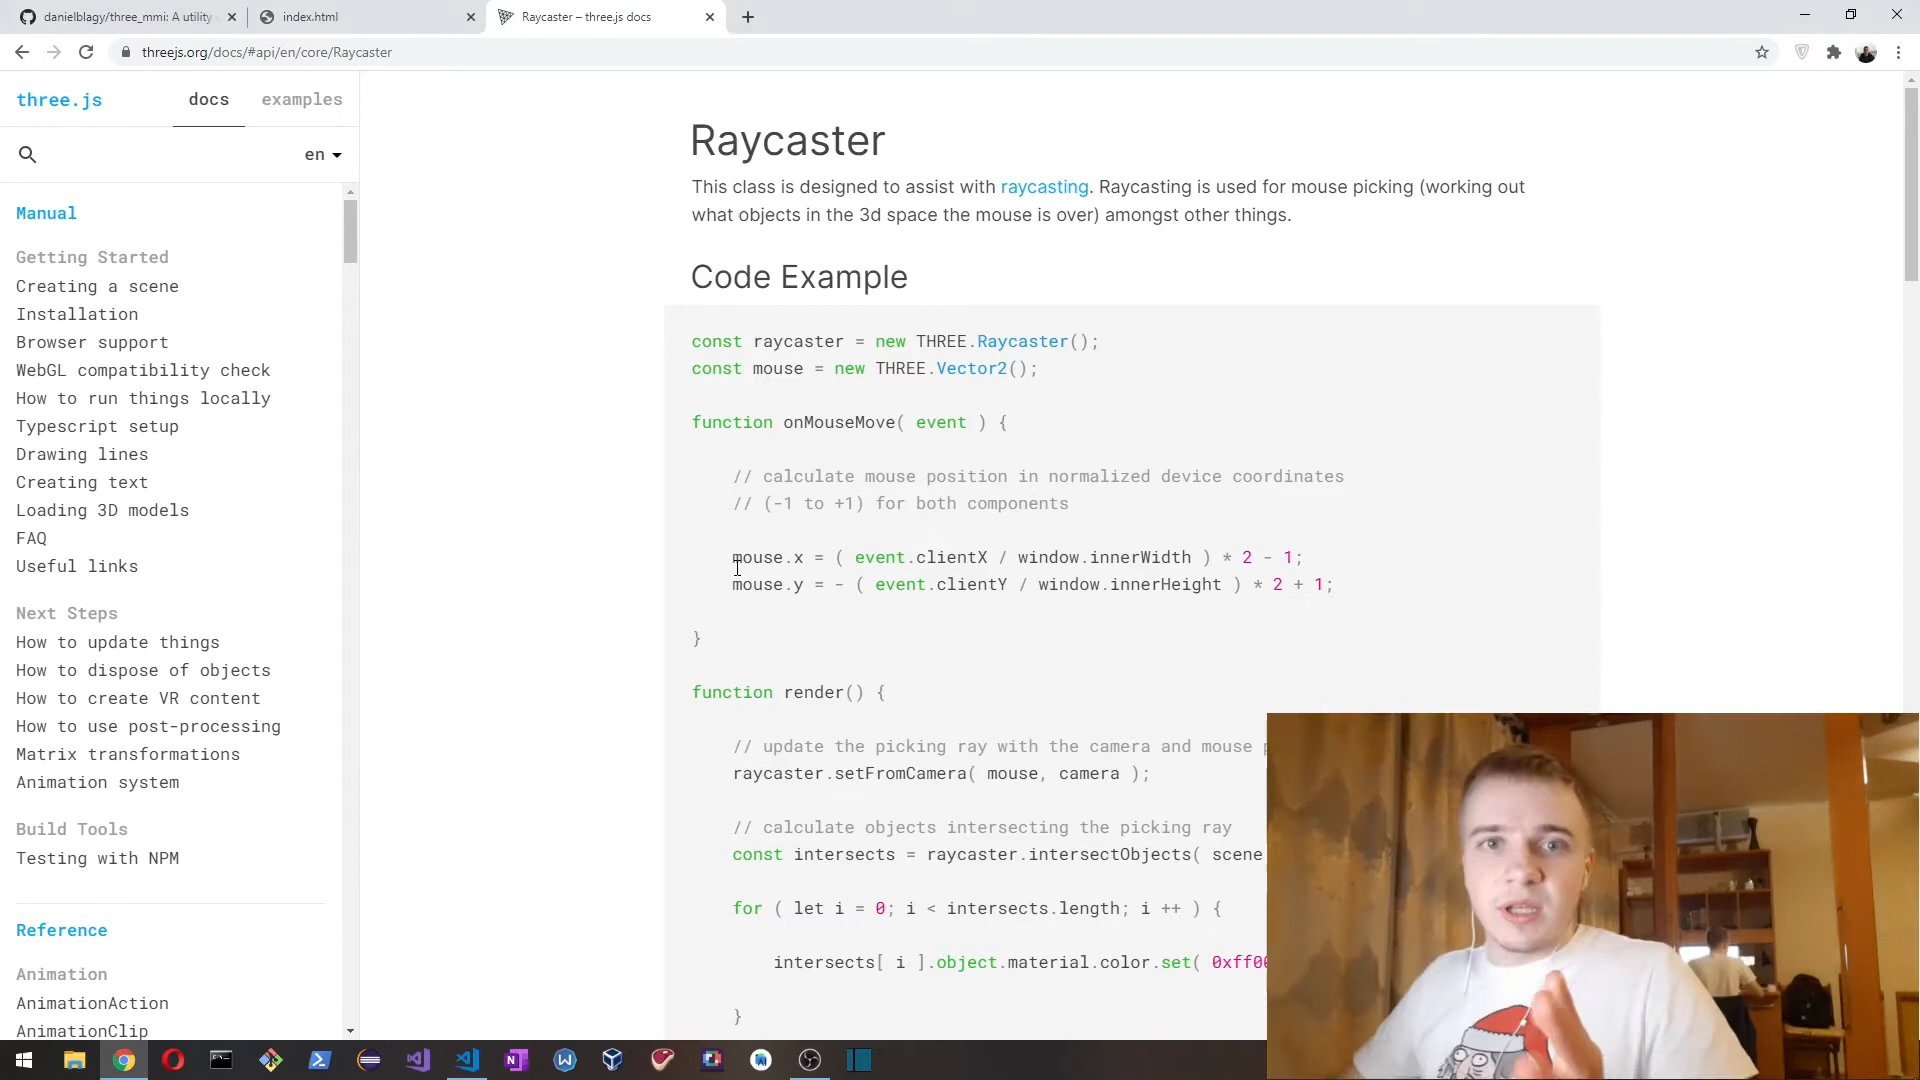 danielblagy/three_mmi: A utility
index.html
Raycaster – three.js docs
threejs.org/docs/#api/en/core/Raycaster
three.js
docs
examples
en
Manual
Getting Started
Creating a scene
Installation
Browser support
WebGL compatibility check
How to run things locally
Typescript setup
Drawing lines
Creating text
Loading 3D models
FAQ
Useful links
Next Steps
How to update things
How to dispose of objects
How to create VR content
How to use post-processing
Matrix transformations
Animation system
Build Tools
Testing with NPM
Reference
Animation
AnimationAction
AnimationClip
Raycaster
This class is designed to assist with raycasting. Raycasting is used for mouse picking (working out
what objects in the 3d space the mouse is over) amongst other things.
Code Example
const raycaster = new THREE.Raycaster();
const mouse = new THREE.Vector2();
function onMouseMove( event ) {
// calculate mouse position in normalized device coordinates
// (-1 to +1) for both components
mouse.x = ( event.clientX / window.innerWidth ) * 2 - 1;
mouse.y = - ( event.clientY / window.innerHeight ) * 2 + 1;
}
function render() {
// update the picking ray with the camera and mouse p
raycaster.setFromCamera( mouse, camera );
// calculate objects intersecting the picking ray
const intersects = raycaster.intersectObjects( scene
for ( let i = 0; i < intersects.length; i ++ ) {
intersects[ i ].object.material.color.set( 0xff00
}